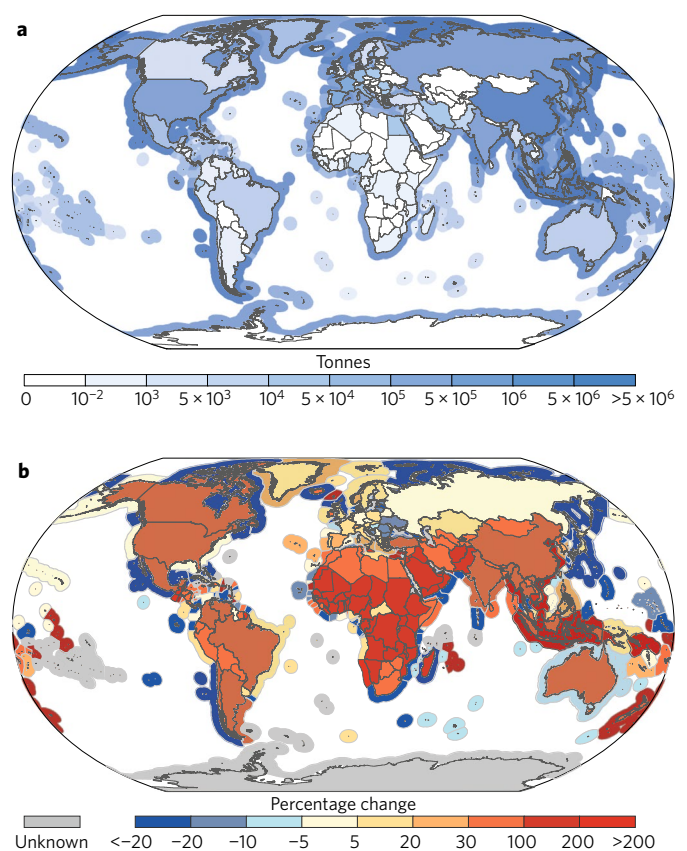 a
Tonnes
0 10⁻² 10³ 5 × 10³ 10⁴ 5 × 10⁴ 10⁵ 5 × 10⁵ 10⁶ 5 × 10⁶ >5 × 10⁶
b
Percentage change
Unknown <−20 −20 −10 −5 5 20 30 100 200 >200